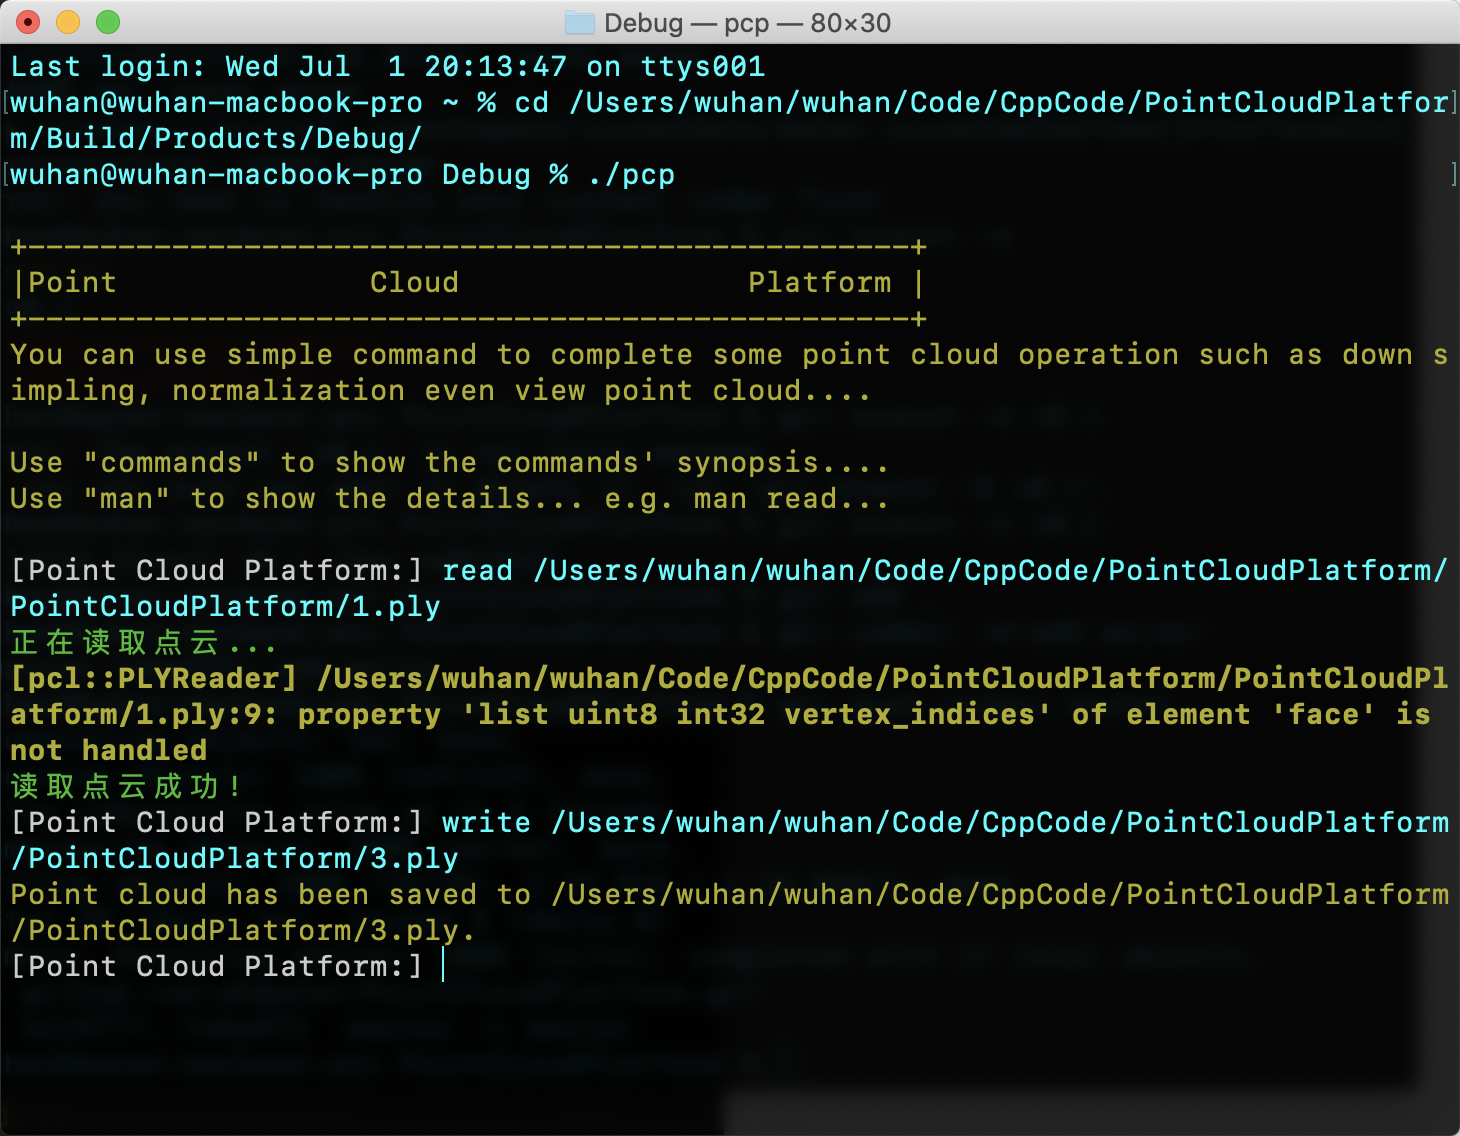 Debug — pcp — 80×30
Last login: Wed Jul  1 20:13:47 on ttys001
[wuhan@wuhan-macbook-pro ~ % cd /Users/wuhan/wuhan/Code/CppCode/PointCloudPlatfor]
m/Build/Products/Debug/
[wuhan@wuhan-macbook-pro Debug % ./pcp ]
+-------------------------------------------------+
|Point              Cloud                Platform |
+-------------------------------------------------+
You can use simple command to complete some point cloud operation such as down s
impling, normalization even view point cloud....
Use "commands" to show the commands' synopsis....
Use "man" to show the details... e.g. man read...
[Point Cloud Platform:] read /Users/wuhan/wuhan/Code/CppCode/PointCloudPlatform/
PointCloudPlatform/1.ply
正在读取点云...
[pcl::PLYReader] /Users/wuhan/wuhan/Code/CppCode/PointCloudPlatform/PointCloudPl
atform/1.ply:9: property 'list uint8 int32 vertex_indices' of element 'face' is
not handled
读取点云成功!
[Point Cloud Platform:] write /Users/wuhan/wuhan/Code/CppCode/PointCloudPlatform
/PointCloudPlatform/3.ply
Point cloud has been saved to /Users/wuhan/wuhan/Code/CppCode/PointCloudPlatform
/PointCloudPlatform/3.ply.
[Point Cloud Platform:]